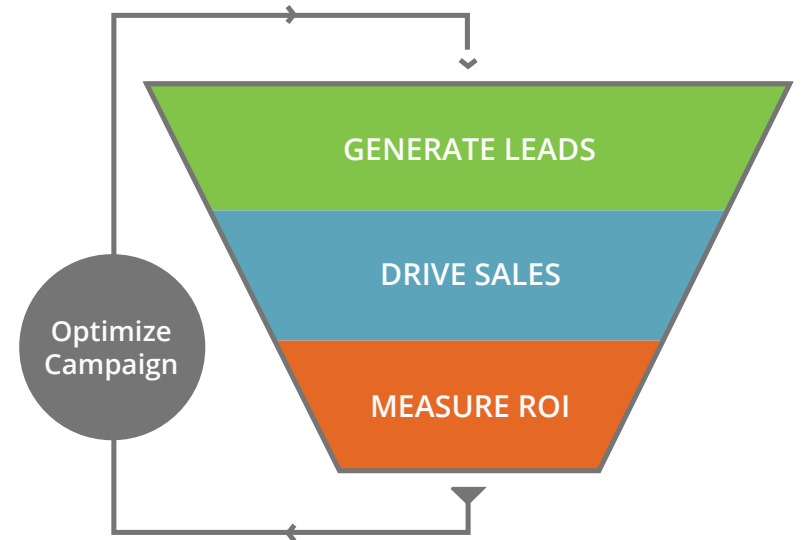 GENERATE LEADS
DRIVE SALES
Optimize
Campaign
MEASURE ROI